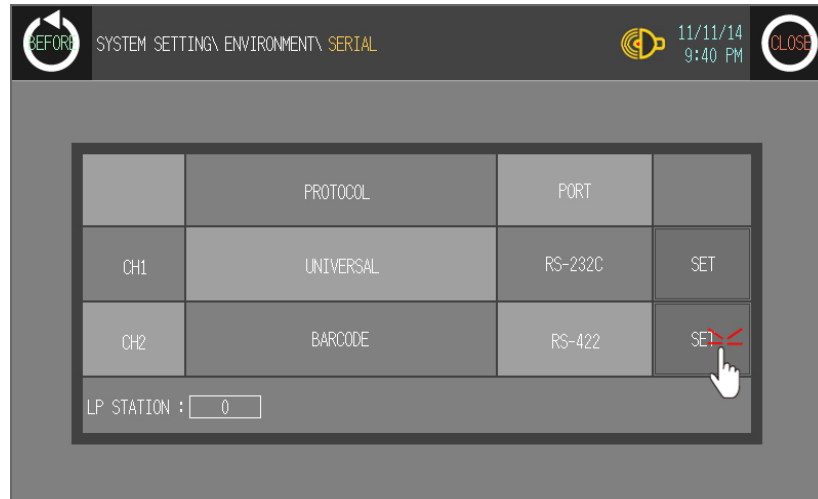 BEFORE SYSTEM SETTING\ ENVIRONMENT\ SERIAL 11/11/14 CLOSE
9:40 PM
PROTOCOL PORT
CH1 UNIVERSAL RS-232C SET
CH2 BARCODE RS-422 SET
LP STATION : 0